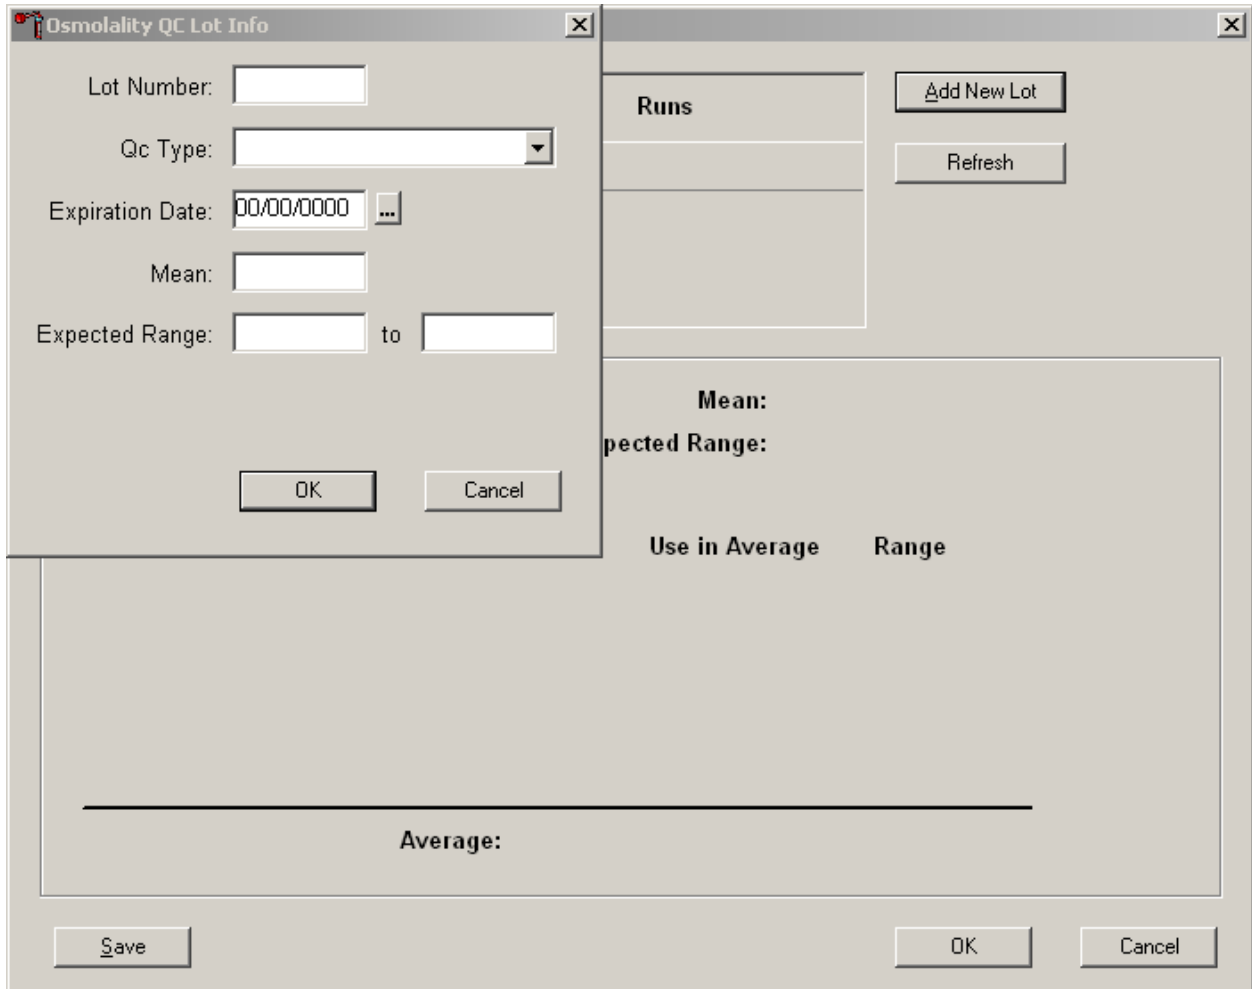 Osmolality QC Lot Info
Lot Number:
Qc Type:
Expiration Date: 00/00/0000 ...
Mean:
Expected Range: to
OK Cancel
Runs
Add New Lot
Refresh
Mean:
pected Range:
Use in Average Range
Average:
Save OK Cancel